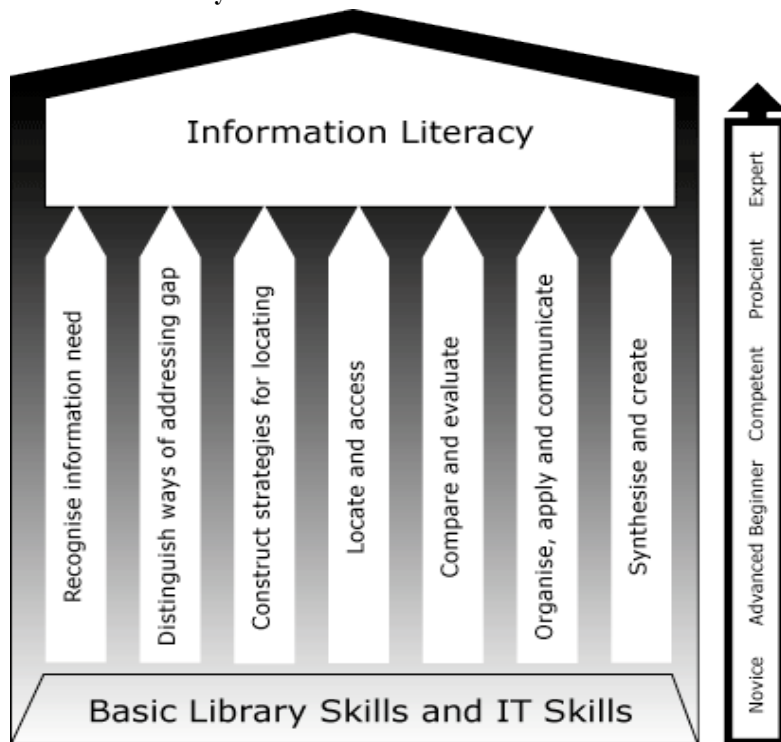 Information Literacy
Recognise information need
Distinguish ways of addressing gap
Construct strategies for locating
Locate and access
Compare and evaluate
Organise, apply and communicate
Synthesise and create
Basic Library Skills and IT Skills
Novice Advanced Beginner Competent ProÞcient Expert